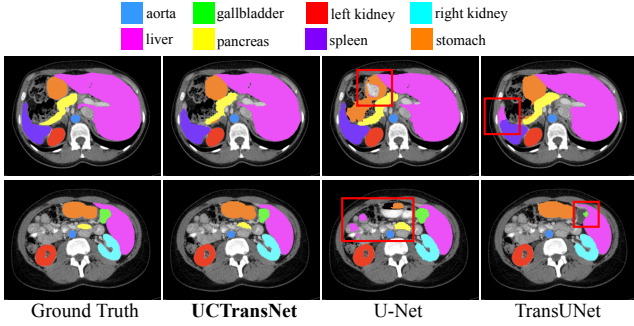 aorta gallbladder left kidney right kidney
liver pancreas spleen stomach
Ground Truth UCTransNet U-Net TransUNet